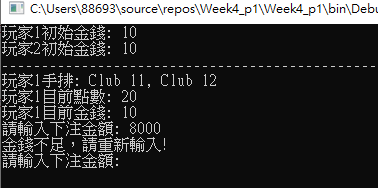 C:\Users\88693\source\repos\Week4_p1\Week4_p1\bin\Debu
玩家1初始金錢: 10
玩家2初始金錢: 10
--------------------------------------------------
玩家1手排: Club 11, Club 12
玩家1目前點數: 20
玩家1目前金錢: 10
請輸入下注金額: 8000
金錢不足，請重新輸入!
請輸入下注金額: